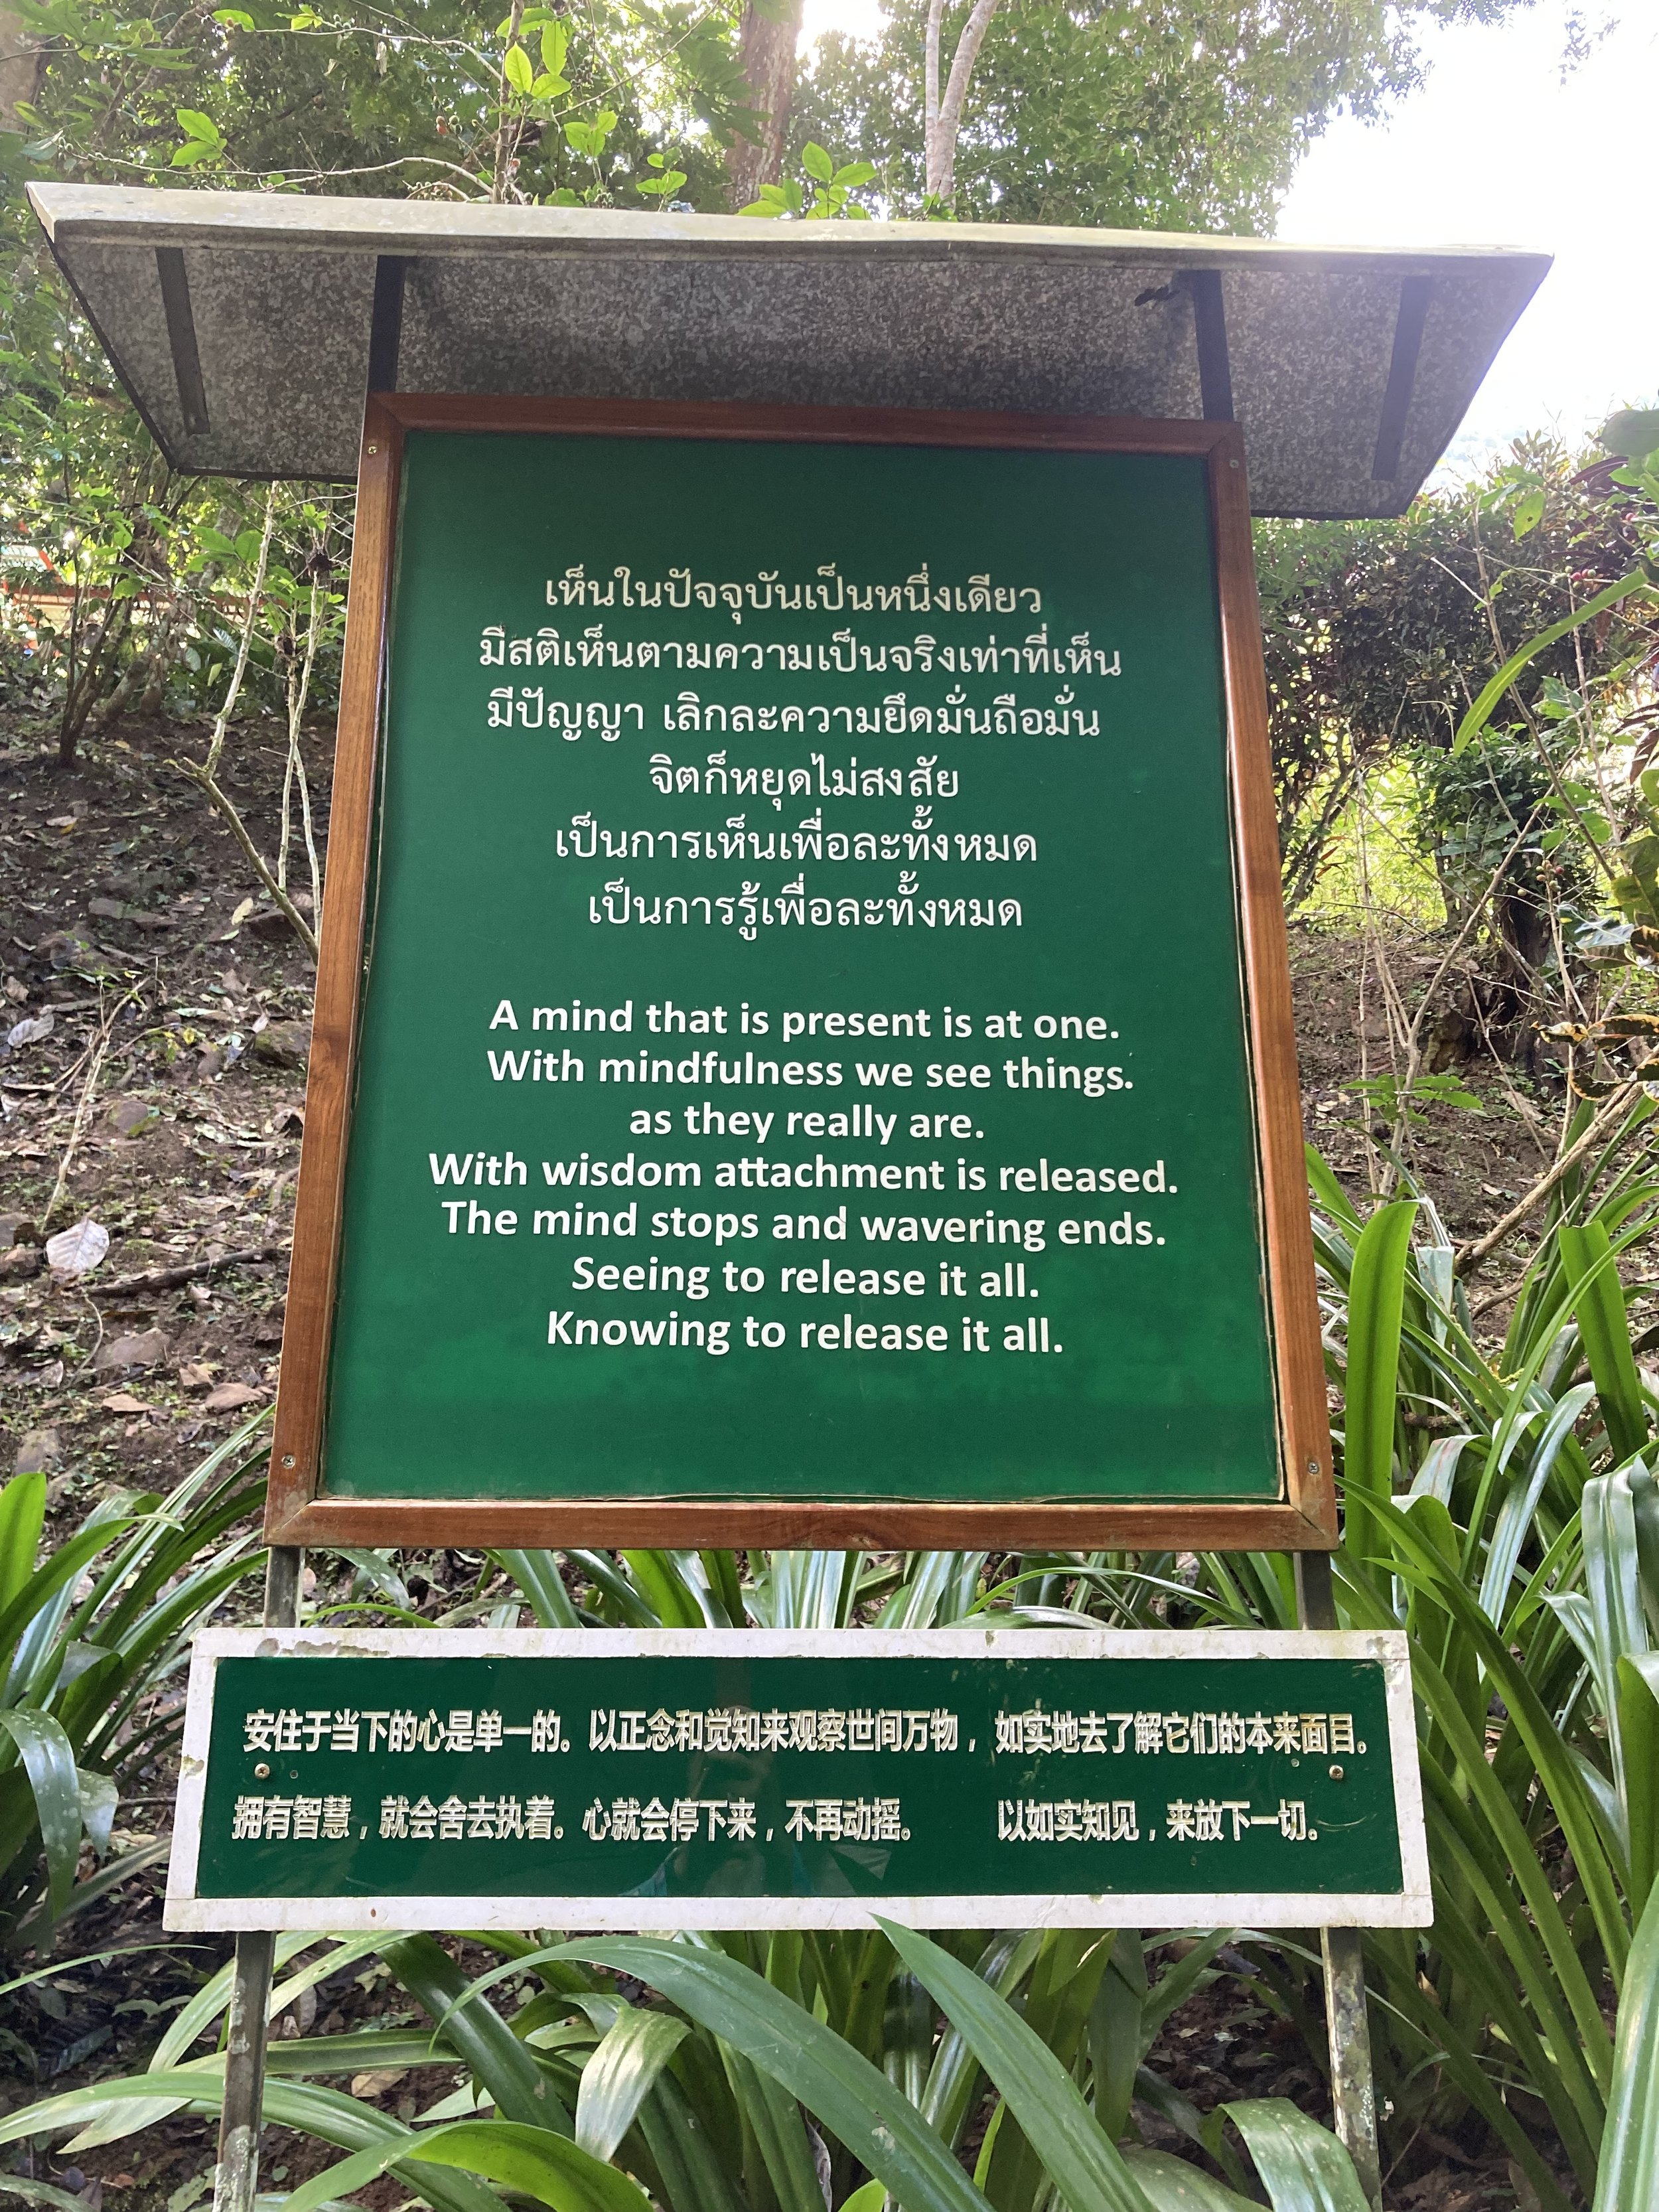 เห็นในปัจจุบันเป็นหนึ่งเดียว
มีสติเห็นตามความเป็นจริงเท่าที่เห็น
มีปัญญา เลิกละความยึดมั่นถือมั่น
จิตก็หยุดไม่สงสัย
เป็นการเห็นเพื่อละทั้งหมด
เป็นการรู้เพื่อละทั้งหมด
A mind that is present is at one.
With mindfulness we see things.
as they really are.
With wisdom attachment is released.
The mind stops and wavering ends.
Seeing to release it all.
Knowing to release it all.
安住于当下的心是单一的。以正念和觉知来观察世间万物，如实地去了解它们的本来面目。
拥有智慧，就会舍去执着。心就会停下来，不再动摇。 以如实知见，来放下一切。